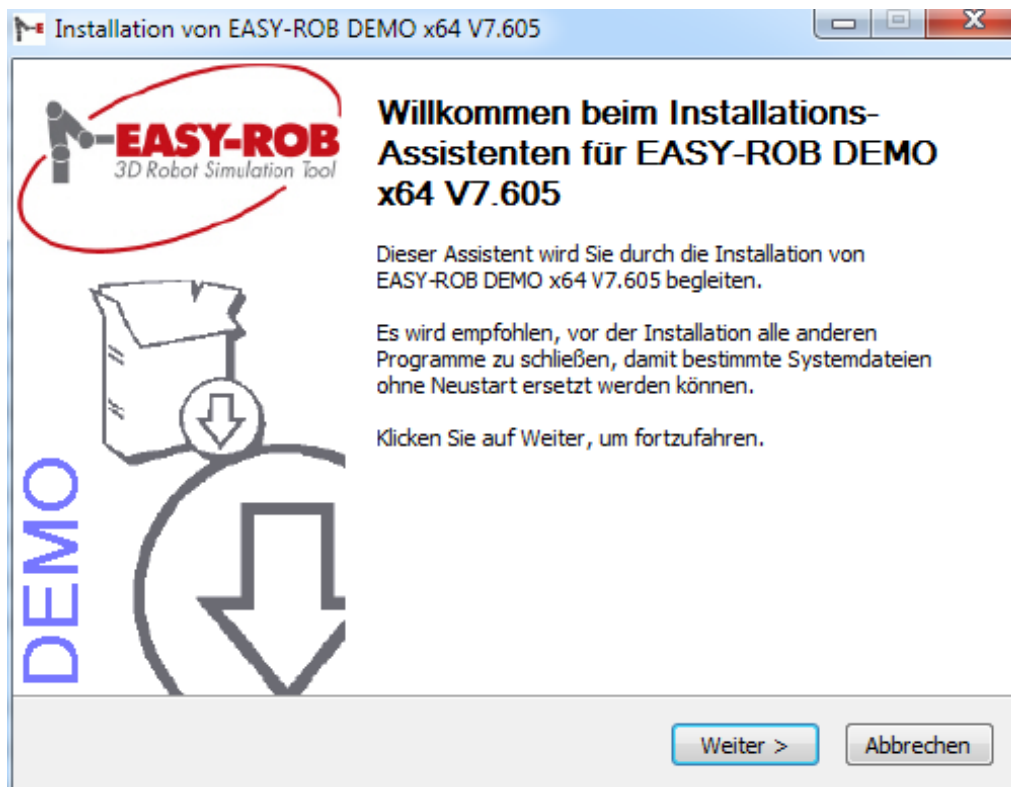 Installation von EASY-ROB DEMO x64 V7.605
EASY-ROB
3D Robot Simulation Tool
DEMO
Willkommen beim Installations-
Assistenten für EASY-ROB DEMO
x64 V7.605
Dieser Assistent wird Sie durch die Installation von
EASY-ROB DEMO x64 V7.605 begleiten.
Es wird empfohlen, vor der Installation alle anderen
Programme zu schließen, damit bestimmte Systemdateien
ohne Neustart ersetzt werden können.
Klicken Sie auf Weiter, um fortzufahren.
Weiter >
Abbrechen